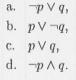 a. ¬p ∨ q,
b. p ∨ ¬q,
c. p ∨ q,
d. ¬p ∧ q.